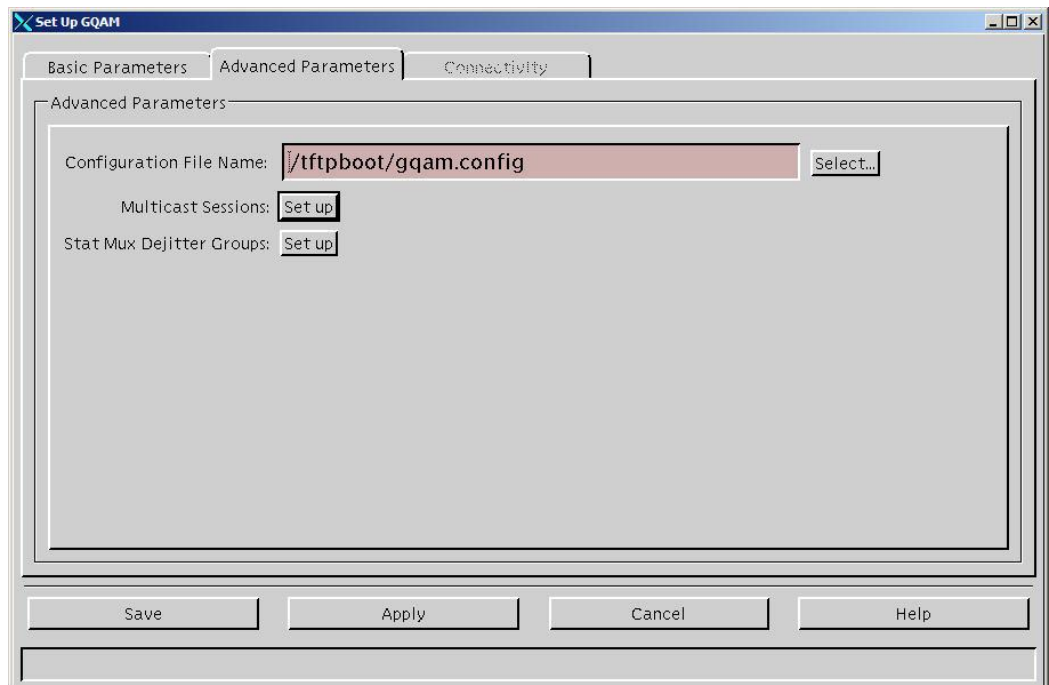 Set Up GQAM
Basic Parameters Advanced Parameters Connectivity
Advanced Parameters
Configuration File Name: /tftpboot/gqam.config Select...
Multicast Sessions: Set up
Stat Mux Dejitter Groups: Set up
Save Apply Cancel Help